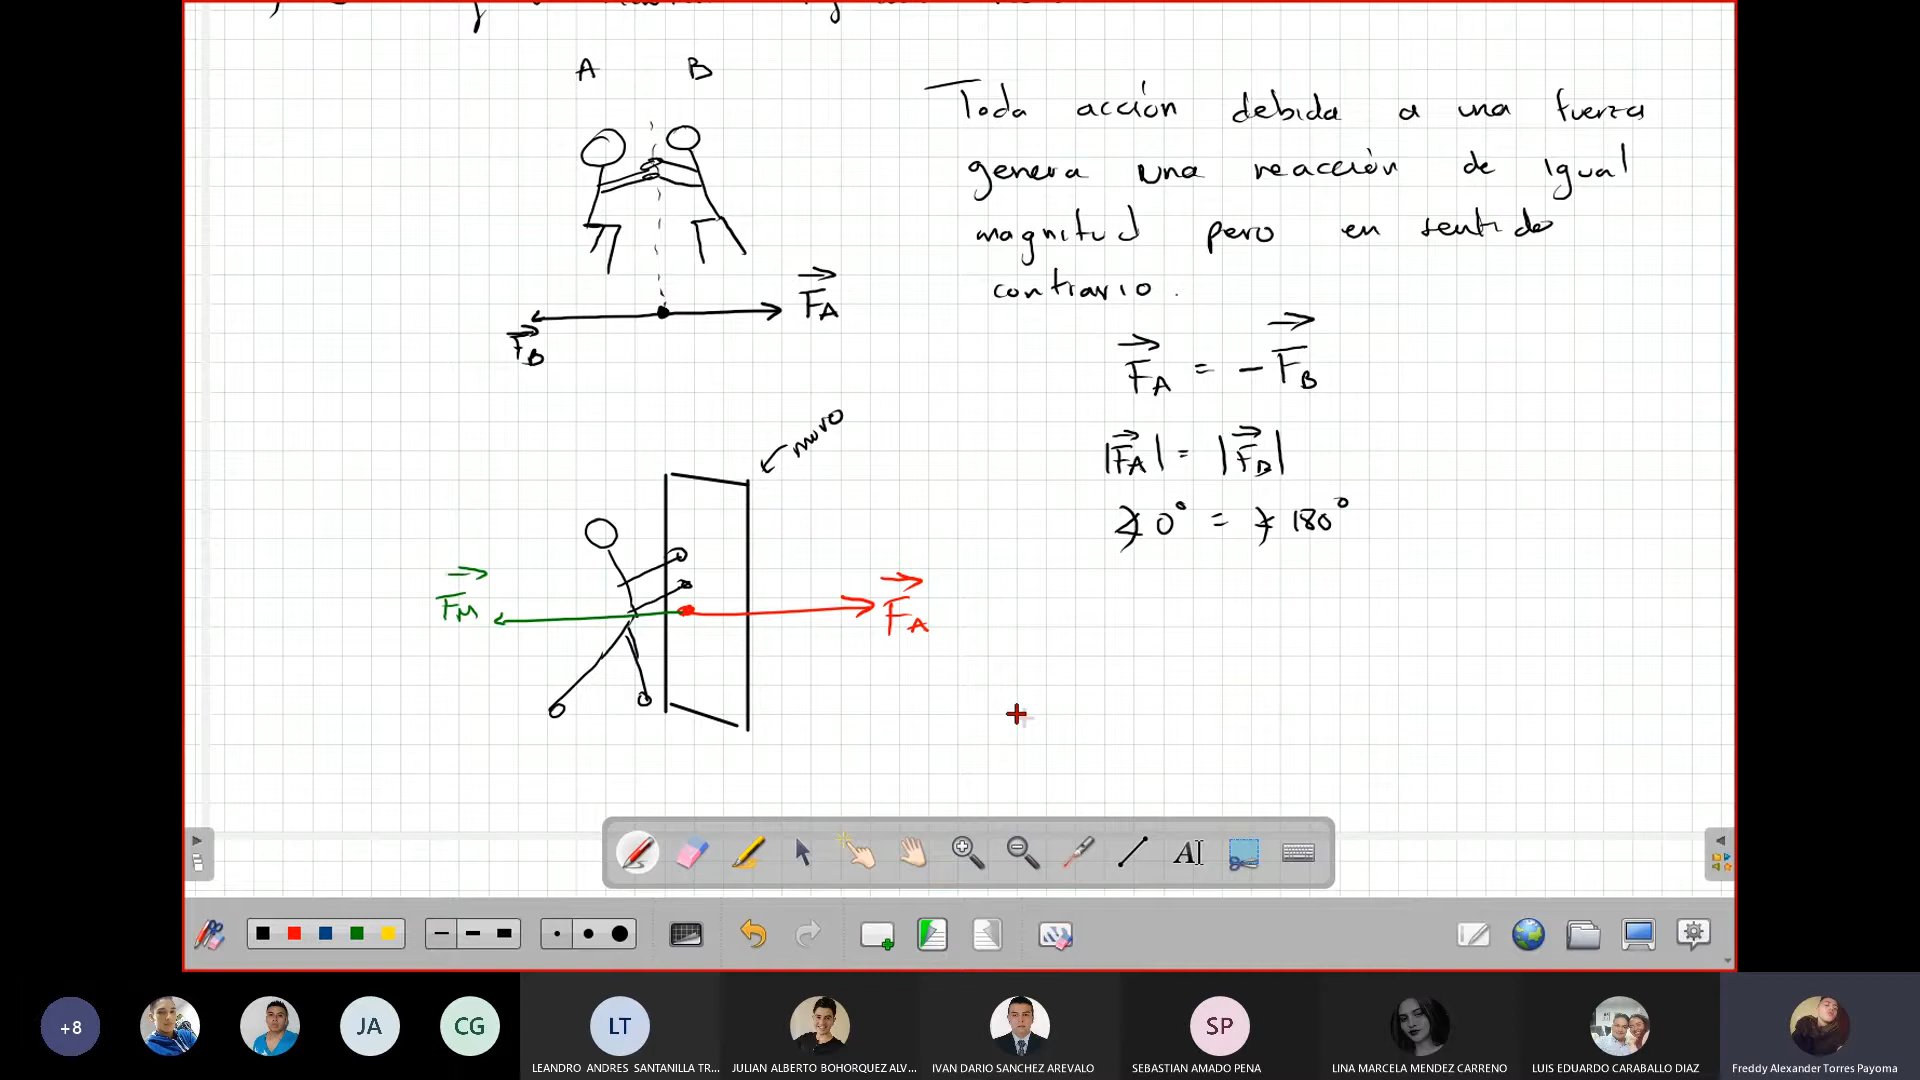 A B
Toda acción debida a una fuerza
genera una reacción de igual
magnitud pero en sentido
contrario.
F_A
F_B
F_A = - F_B
muro
|F_A| = |F_B|
∡ 0° = ∡ 180°
F_M
F_A
AI
+8
JA
CG
LT
SP
LEANDRO ANDRES SANTANILLA TR...
JULIAN ALBERTO BOHORQUEZ ALV...
IVAN DARIO SANCHEZ AREVALO
SEBASTIAN AMADO PENA
LINA MARCELA MENDEZ CARRENO
LUIS EDUARDO CARABALLO DIAZ
Freddy Alexander Torres Payoma